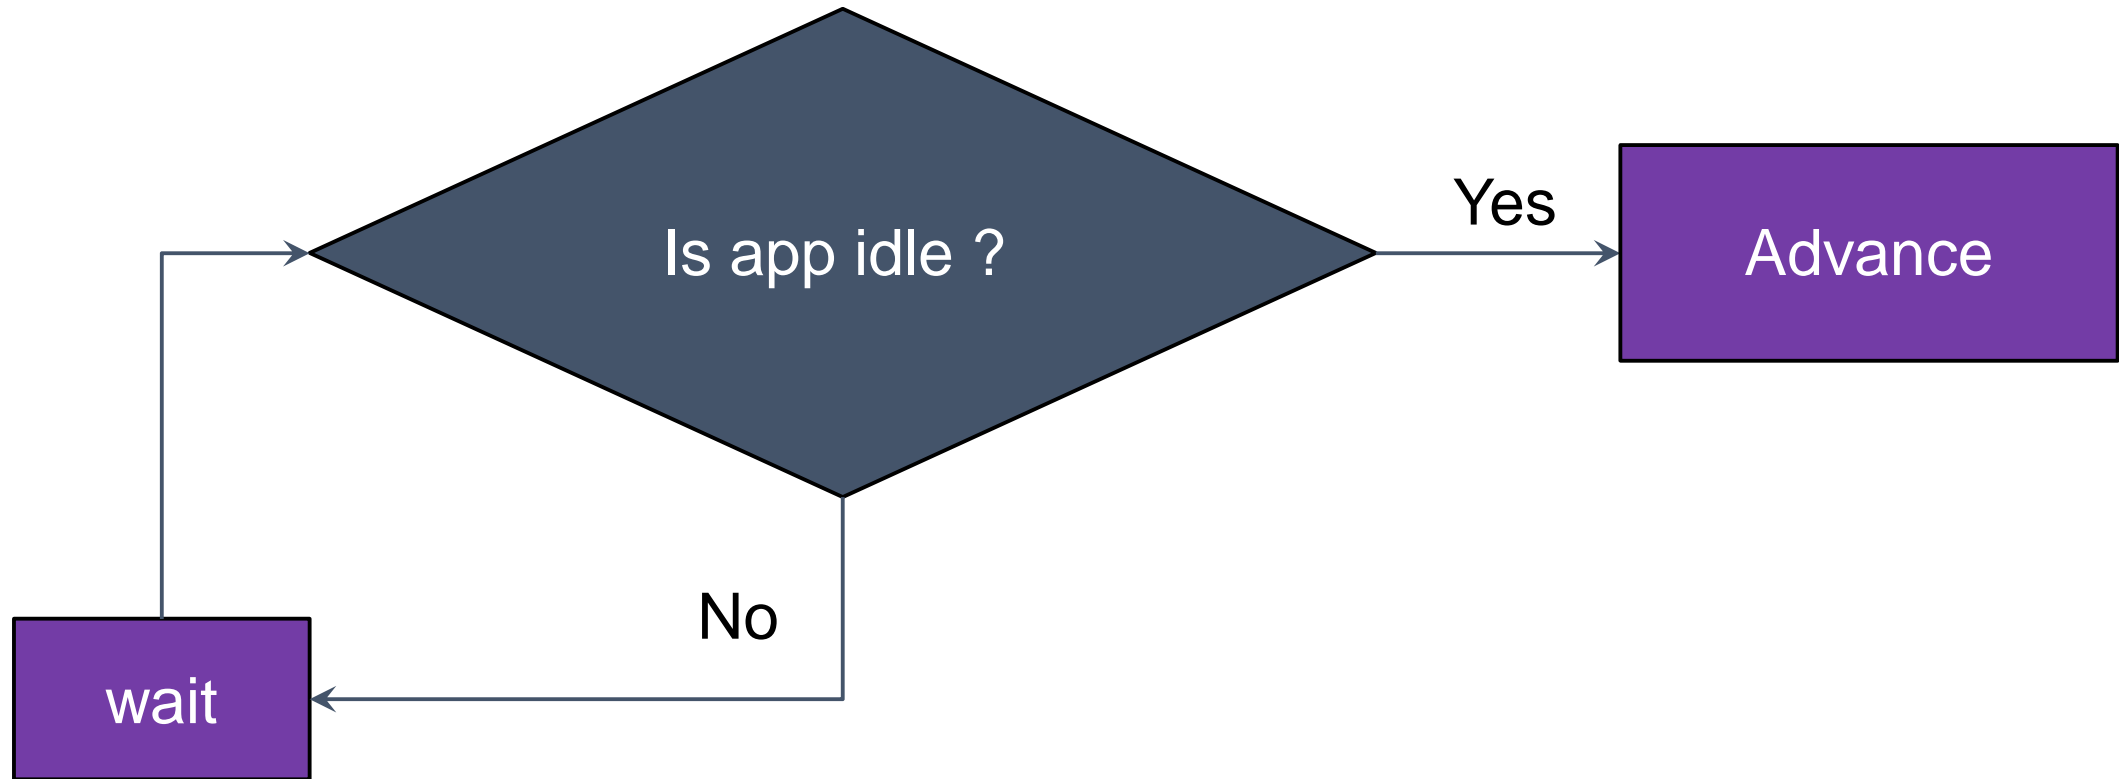 Is app idle ?
Yes
Advance
No
wait